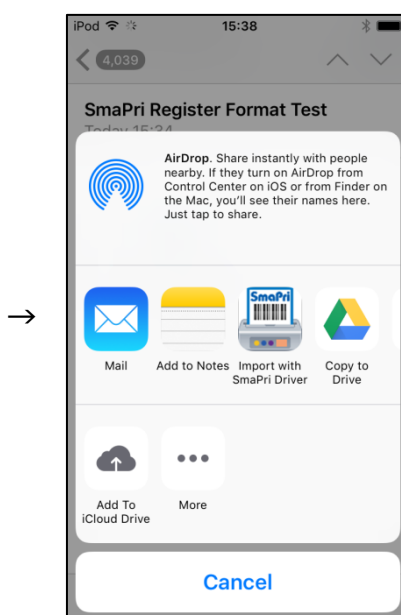 iPod 15:38
4,039
SmaPri Register Format Test
Today 15:34
AirDrop. Share instantly with people
nearby. If they turn on AirDrop from
Control Center on iOS or from Finder on
the Mac, you'll see their names here.
Just tap to share.
SmaPri
Mail
Add to Notes
Import with
SmaPri Driver
Copy to
Drive
Add To
iCloud Drive
More
Cancel
→